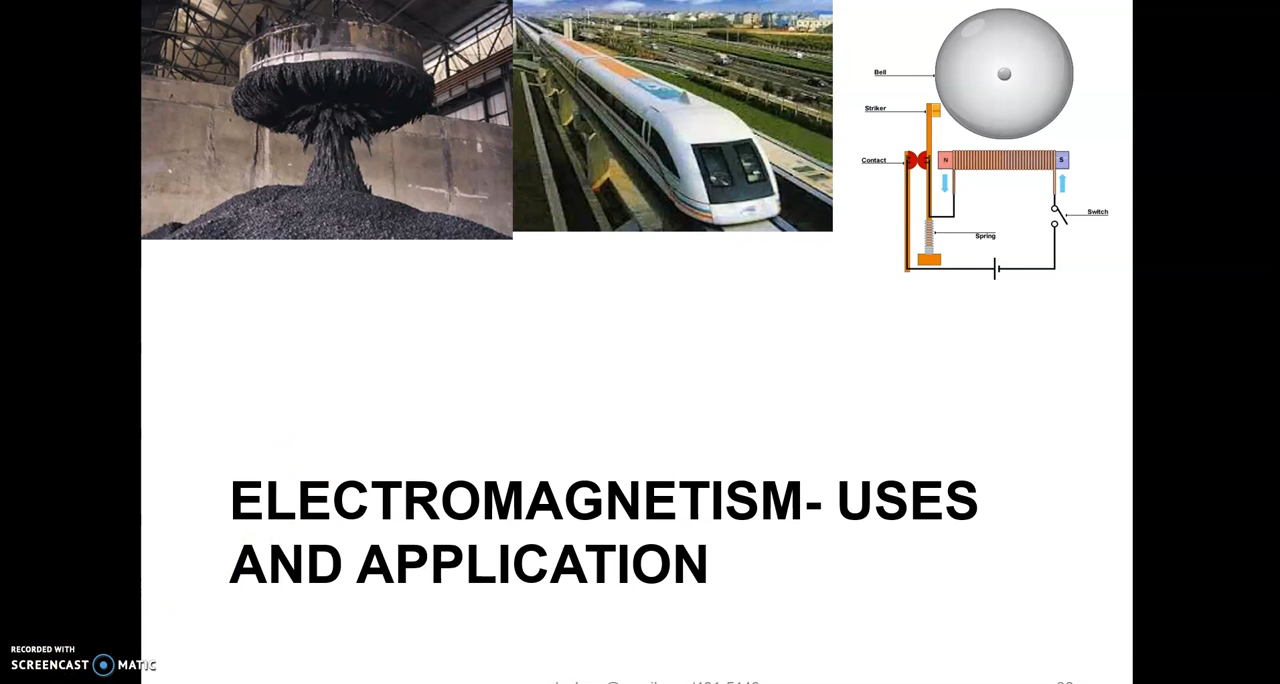 Bell
Striker
Contact
N
S
Switch
Spring
ELECTROMAGNETISM- USES
AND APPLICATION
RECORDED WITH
SCREENCAST MATIC